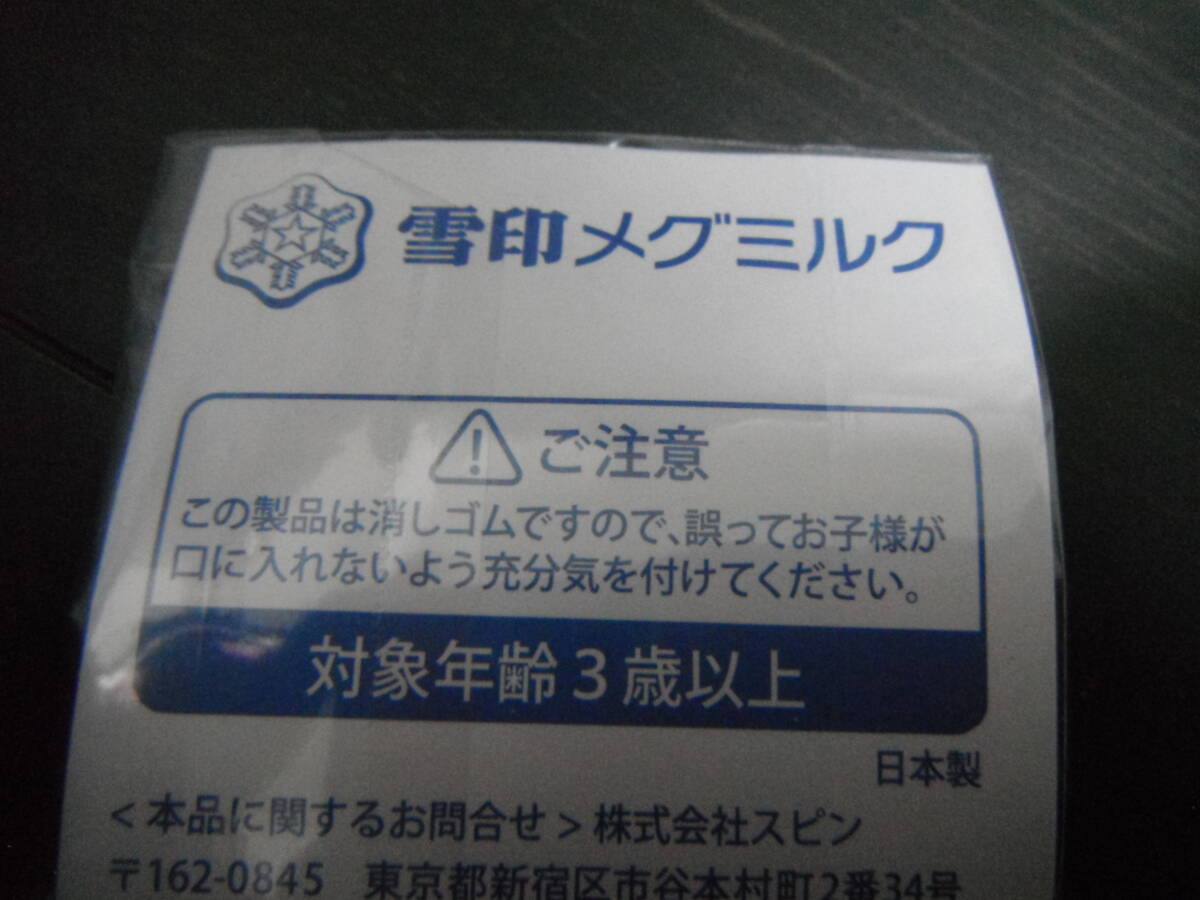 雪印メグミルク
ご注意
この製品は消しゴムですので、誤ってお子様が
口に入れないよう充分気を付けてください。
対象年齢3歳以上
日本製
<本品に関するお問合せ> 株式会社スピン
〒162-0845 東京都新宿区市谷本村町2番34号